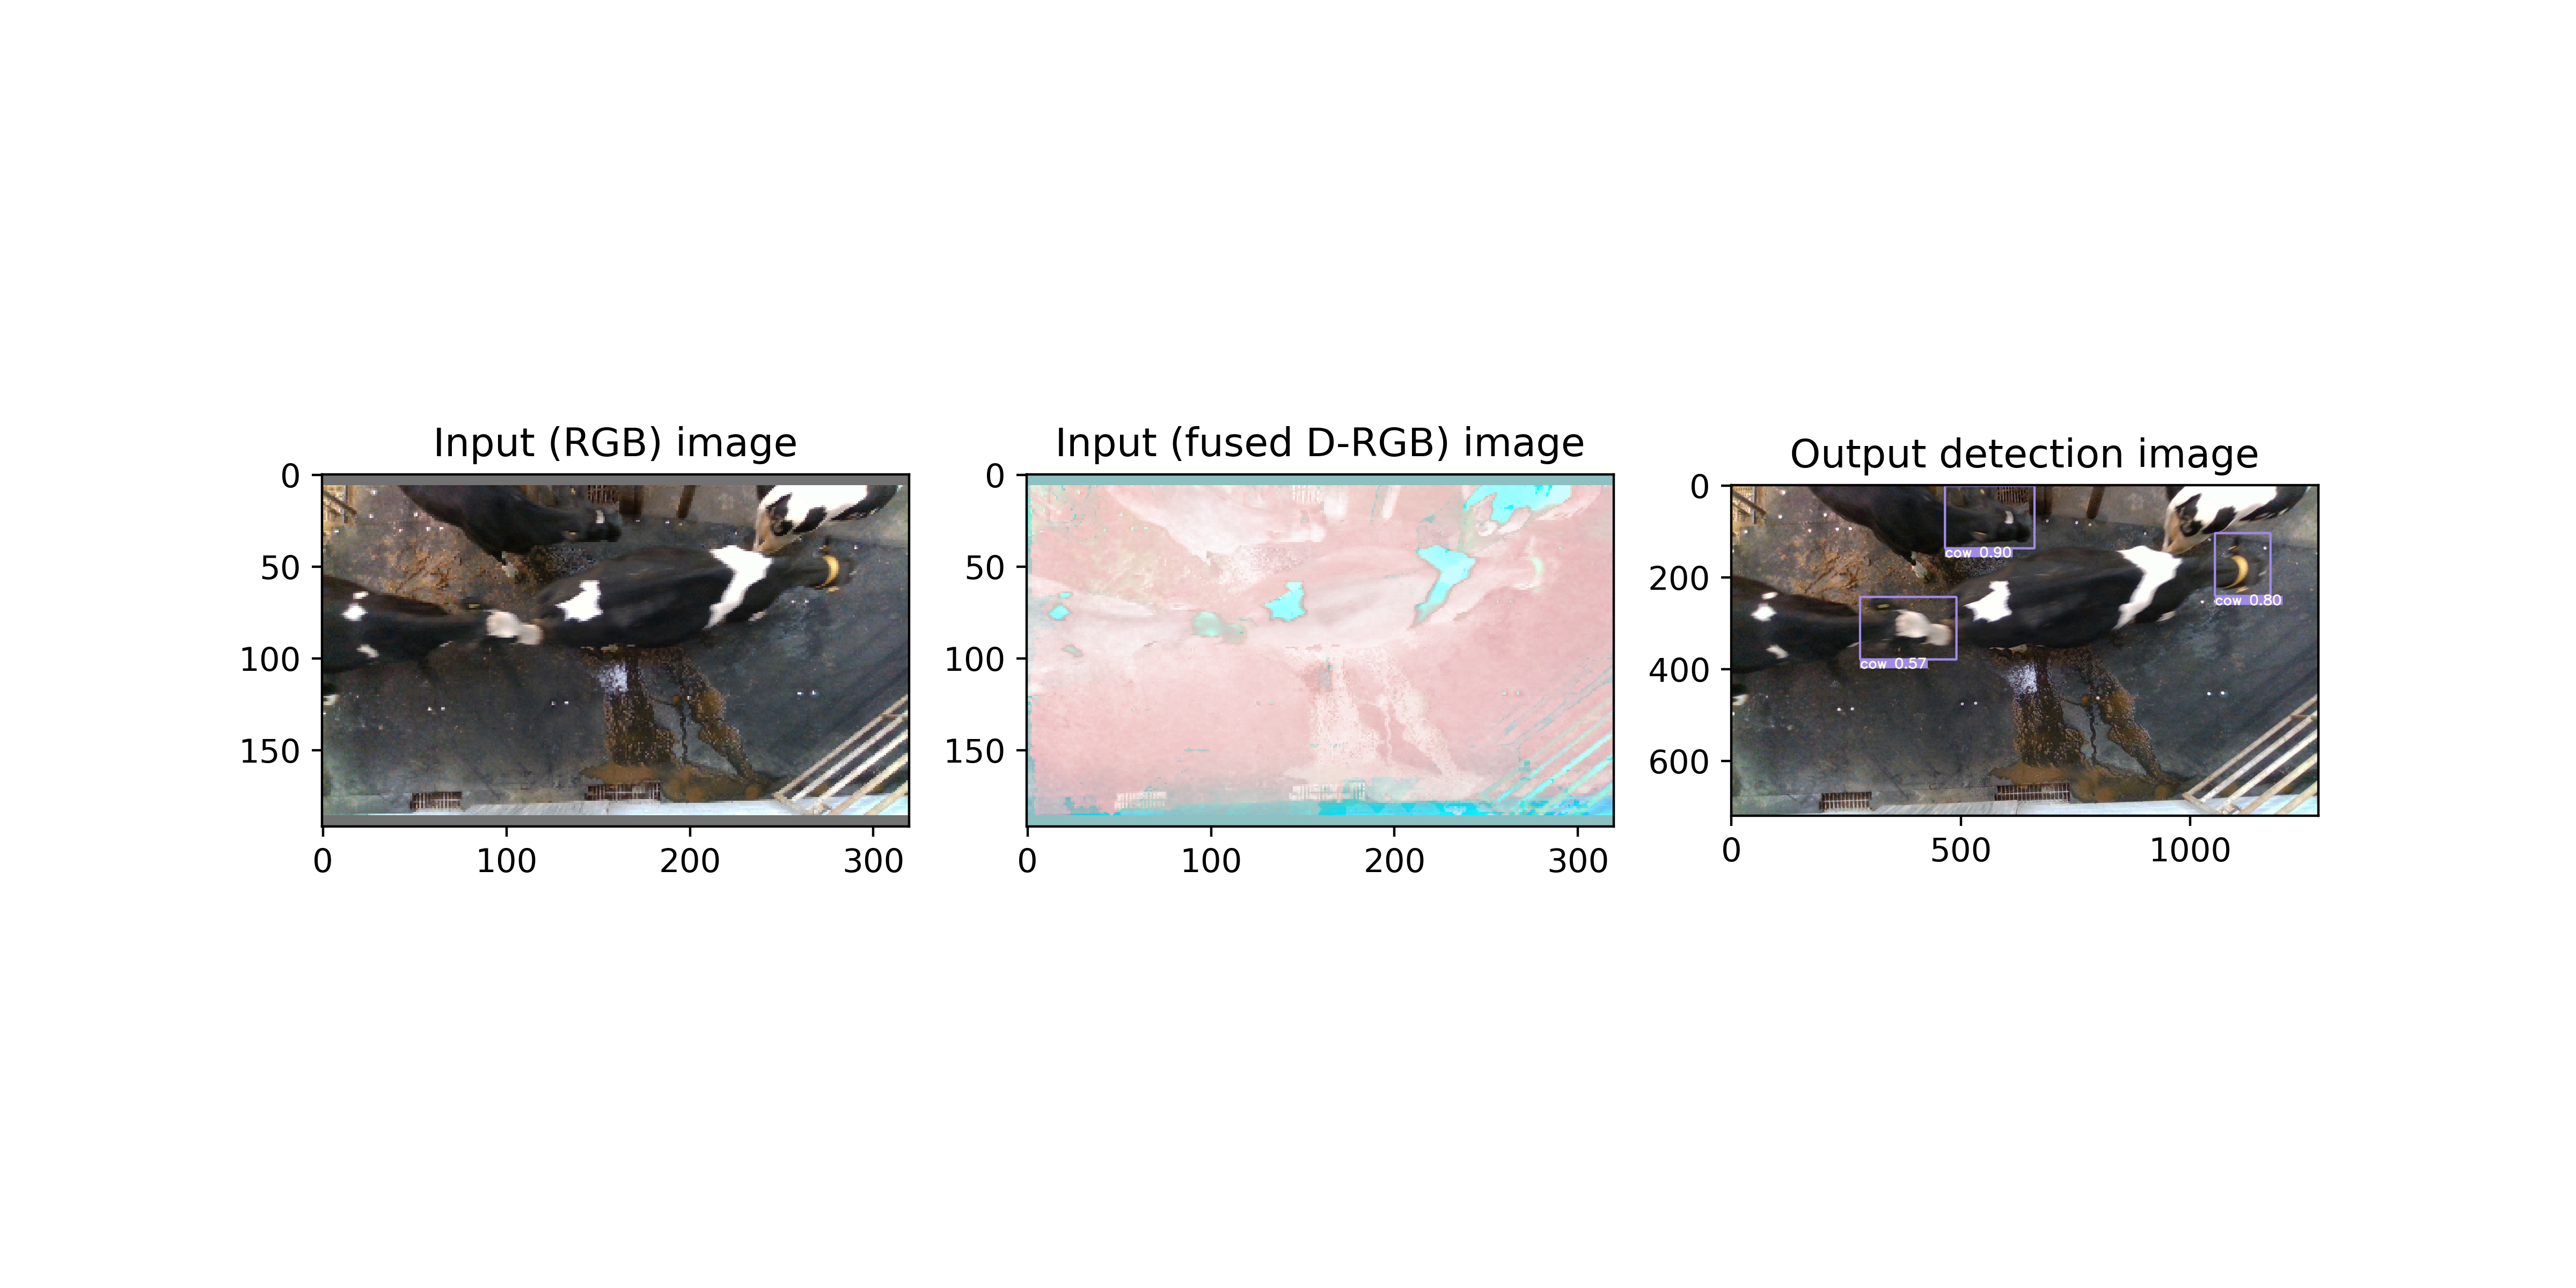 Input (RGB) image
0
50
100
150
0 100 200 300
Input (fused D-RGB) image
0
50
100
150
0 100 200 300
Output detection image
0
200
400
600
0 500 1000
cow 0.90
cow 0.80
cow 0.57